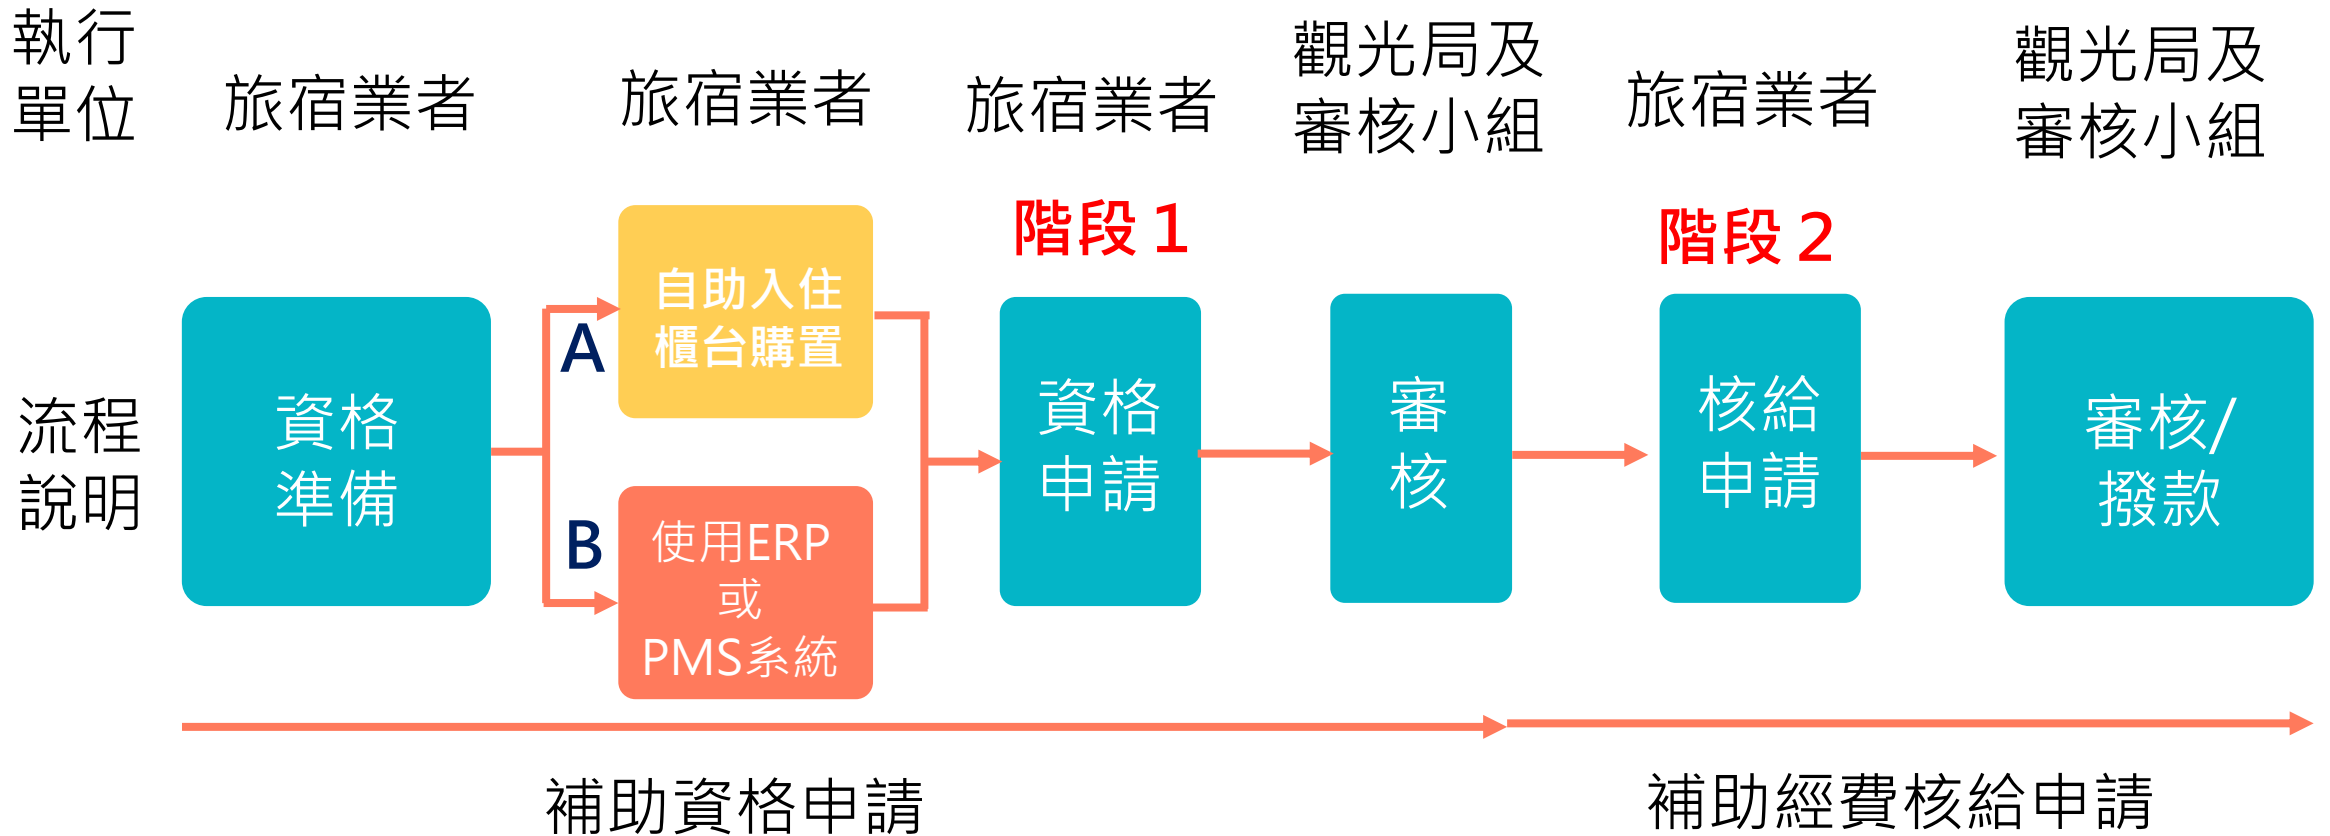 執行
單位
旅宿業者
旅宿業者
旅宿業者
觀光局及
審核小組
旅宿業者
觀光局及
審核小組
階段1
階段2
流程
說明
資格
準備
A
自助入住
櫃台購置
B
使用ERP
或
PMS系統
資格
申請
審
核
核給
申請
審核/
撥款
補助資格申請
補助經費核給申請